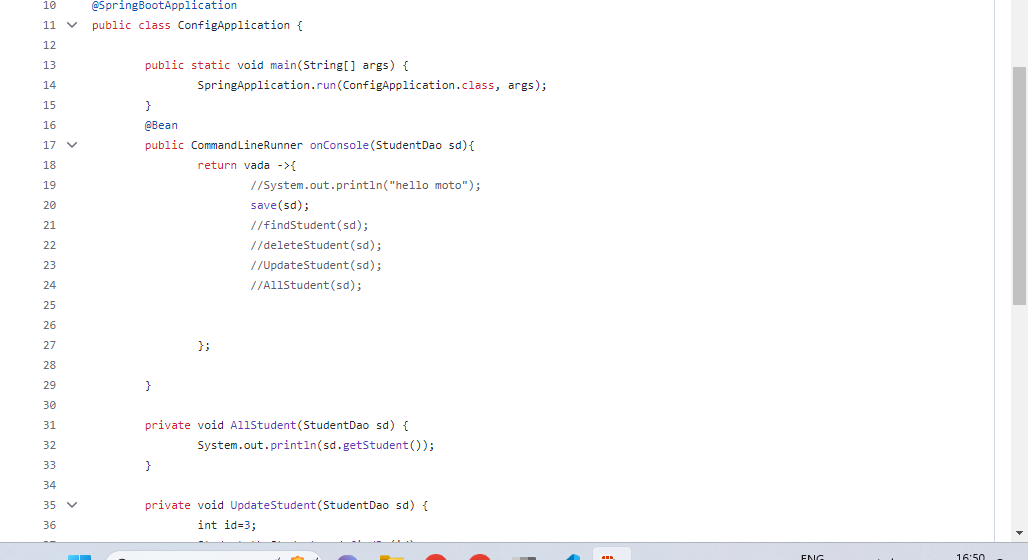 10 @SpringBootApplication
11 public class ConfigApplication {
12
13 public static void main(String[] args) {
14 SpringApplication.run(ConfigApplication.class, args);
15 }
16 @Bean
17 public CommandLineRunner onConsole(StudentDao sd){
18 return vada ->{
19 //System.out.println("hello moto");
20 save(sd);
21 //findStudent(sd);
22 //deleteStudent(sd);
23 //UpdateStudent(sd);
24 //AllStudent(sd);
25
26
27 };
28
29 }
30
31 private void AllStudent(StudentDao sd) {
32 System.out.println(sd.getStudent());
33 }
34
35 private void UpdateStudent(StudentDao sd) {
36 int id=3;
ENG 16:50